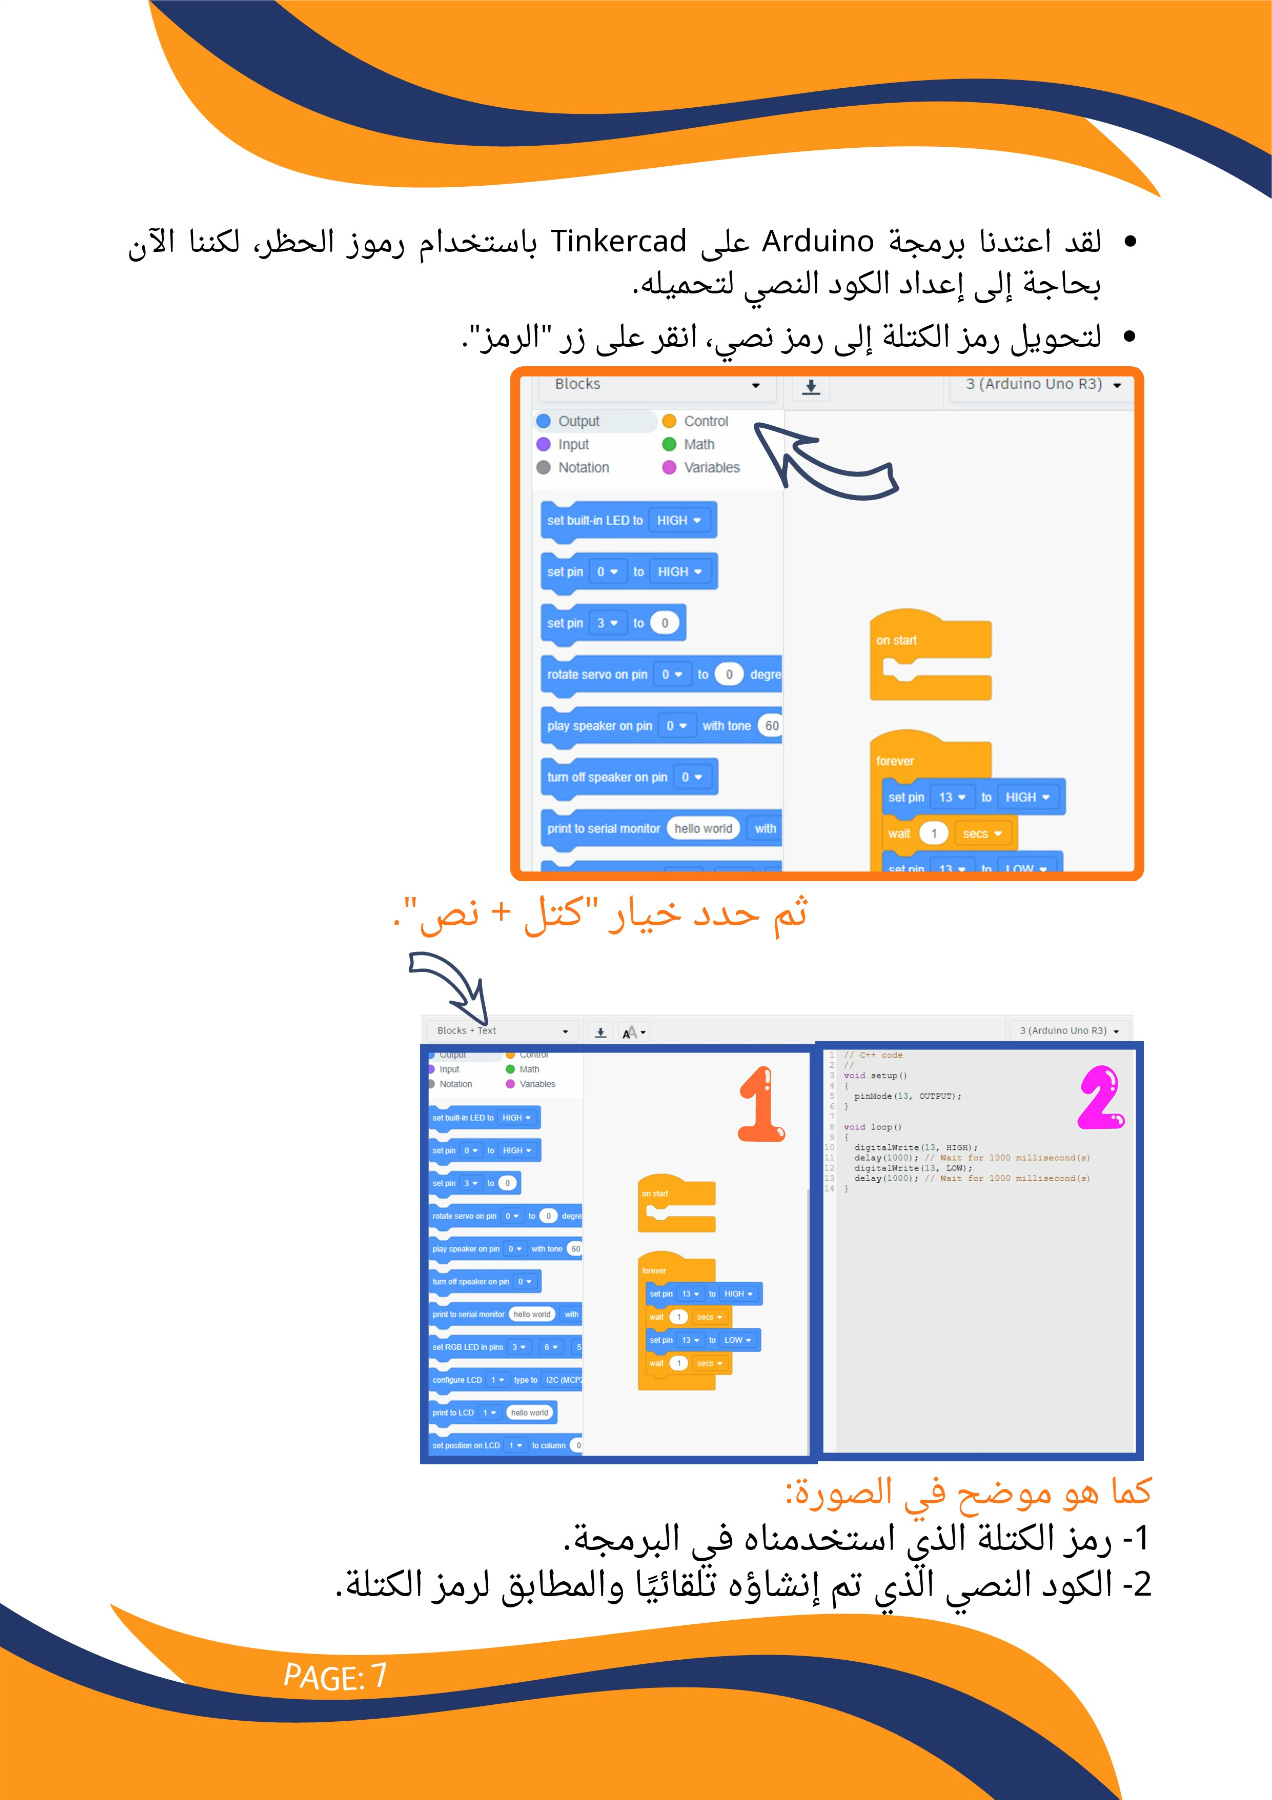 لقد اعتدنا برمجة Arduino على Tinkercad باستخدام رموز الحظر، لكننا الآن
بحاجة إلى إعداد الكود النصي لتحميله.
لتحويل رمز الكتلة إلى رمز نصي، انقر على زر "الرمز".
Blocks
3 (Arduino Uno R3)
Output Control
Input Math
Notation Variables
set built-in LED to HIGH
set pin 0 to HIGH
set pin 3 to 0
rotate servo on pin 0 to 0 degre
play speaker on pin 0 with tone 60
turn off speaker on pin 0
print to serial monitor hello world with
on start
forever
set pin 13 to HIGH
wait 1 secs
set pin 13 to LOW
ثم حدد خيار "كتل + نص".
Blocks + Text
AA
3 (Arduino Uno R3)
Output Control
Input Math
Notation Variables
set built-in LED to HIGH
set pin 0 to HIGH
set pin 3 to 0
rotate servo on pin 0 to 0 degre
play speaker on pin 0 with tone 60
turn off speaker on pin 0
print to serial monitor hello world with
set RGB LED in pins 3 6 5
configure LCD 1 type to I2C (MCP2
print to LCD 1 hello world
set position on LCD 1 to column 0
1
on start
forever
set pin 13 to HIGH
wait 1 secs
set pin 13 to LOW
wait 1 secs
2
1 // C++ code
2 //
3 void setup()
4 {
5 pinMode(13, OUTPUT);
6 }
7
8 void loop()
9 {
10 digitalWrite(13, HIGH);
11 delay(1000); // Wait for 1000 millisecond(s)
12 digitalWrite(13, LOW);
13 delay(1000); // Wait for 1000 millisecond(s)
14 }
كما هو موضح في الصورة:
1- رمز الكتلة الذي استخدمناه في البرمجة.
2- الكود النصي الذي تم إنشاؤه تلقائيًا والمطابق لرمز الكتلة.
PAGE: 7